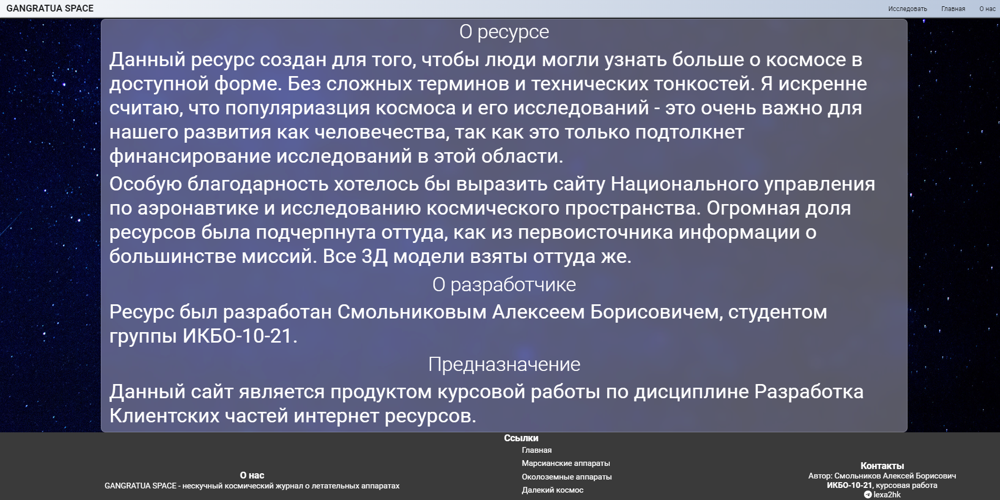 GANGRATUA SPACE
Исследовать
Главная
О нас
О ресурсе
Данный ресурс создан для того, чтобы люди могли узнать больше о космосе в
доступной форме. Без сложных терминов и технических тонкостей. Я искренне
считаю, что популяриазция космоса и его исследований - это очень важно для
нашего развития как человечества, так как это только подтолкнет
финансирование исследований в этой области.
Особую благодарность хотелось бы выразить сайту Национального управления
по аэронавтике и исследованию космического пространства. Огромная доля
ресурсов была подчерпнута оттуда, как из первоисточника информации о
большинстве миссий. Все 3Д модели взяты оттуда же.
О разработчике
Ресурс был разработан Смольниковым Алексеем Борисовичем, студентом
группы ИКБО-10-21.
Предназначение
Данный сайт является продуктом курсовой работы по дисциплине Разработка
Клиентских частей интернет ресурсов.
О нас
GANGRATUA SPACE - нескучный космический журнал о летательных аппаратах
Ссылки
Главная
Марсианские аппараты
Околоземные аппараты
Далекий космос
Контакты
Автор: Смольников Алексей Борисович
ИКБО-10-21, курсовая работа
lexa2hk